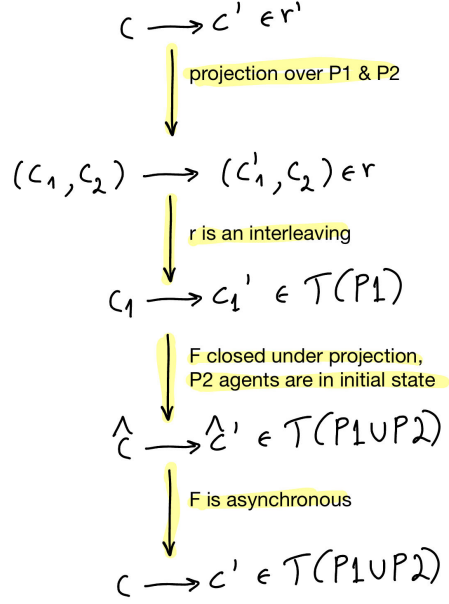 C → C' ∈ r'
projection over P1 & P2
(C₁, C₂) → (C₁', C₂) ∈ r
r is an interleaving
C₁ → C₁' ∈ T(P1)
F closed under projection,
P2 agents are in initial state
Ĉ → Ĉ' ∈ T(P1∪P2)
F is asynchronous
C → C' ∈ T(P1∪P2)